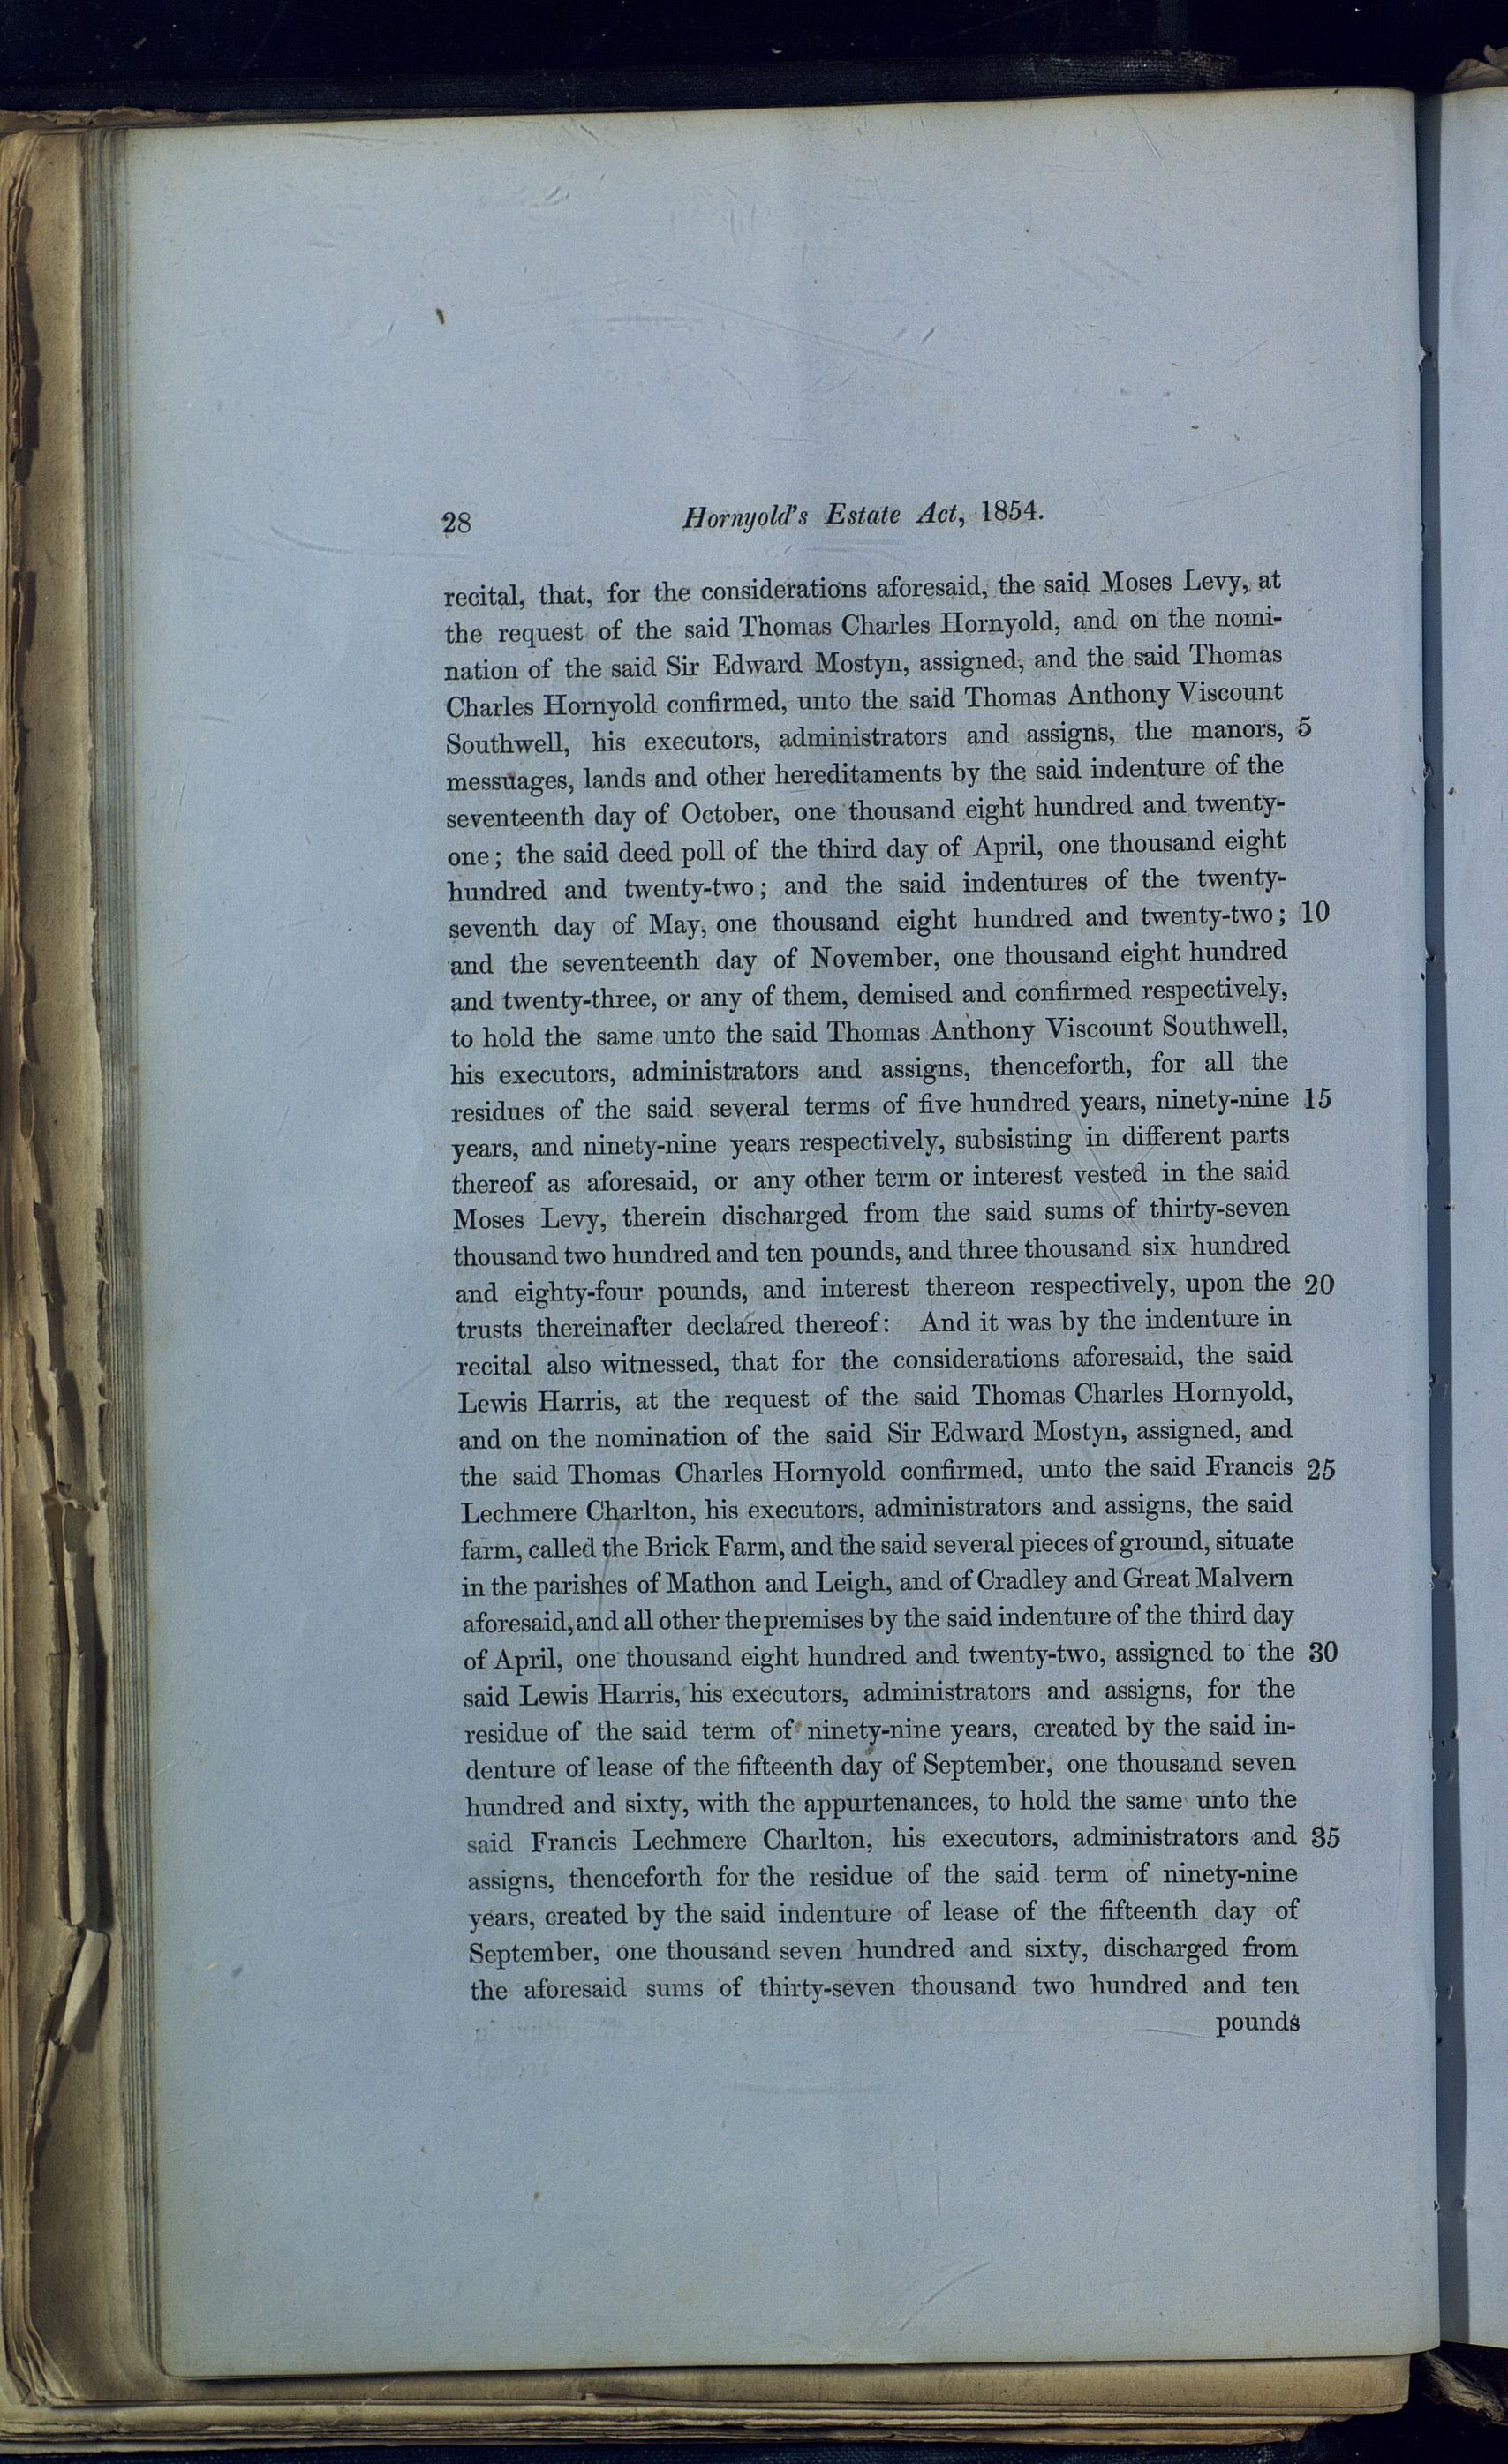 28 Hornyold's Estate Act, 1854.
recital, that, for the considerations aforesaid, the said Moses Levy, at
the request of the said Thomas Charles Hornyold, and on the nomi-
nation of the said Sir Edward Mostyn, assigned, and the said Thomas
Charles Hornyold confirmed, unto the said Thomas Anthony Viscount
Southwell, his executors, administrators and assigns, the manors, 5
messuages, lands and other hereditaments by the said indenture of the
seventeenth day of October, one thousand eight hundred and twenty-
one; the said deed poll of the third day of April, one thousand eight
hundred and twenty-two; and the said indentures of the twenty-
seventh day of May, one thousand eight hundred and twenty-two; 10
and the seventeenth day of November, one thousand eight hundred
and twenty-three, or any of them, demised and confirmed respectively,
to hold the same unto the said Thomas Anthony Viscount Southwell,
his executors, administrators and assigns, thenceforth, for all the
residues of the said several terms of five hundred years, ninety-nine 15
years, and ninety-nine years respectively, subsisting in different parts
thereof as aforesaid, or any other term or interest vested in the said
Moses Levy, therein discharged from the said sums of thirty-seven
thousand two hundred and ten pounds, and three thousand six hundred
and eighty-four pounds, and interest thereon respectively, upon the 20
trusts thereinafter declared thereof: And it was by the indenture in
recital also witnessed, that for the considerations aforesaid, the said
Lewis Harris, at the request of the said Thomas Charles Hornyold,
and on the nomination of the said Sir Edward Mostyn, assigned, and
the said Thomas Charles Hornyold confirmed, unto the said Francis 25
Lechmere Charlton, his executors, administrators and assigns, the said
farm, called the Brick Farm, and the said several pieces of ground, situate
in the parishes of Mathon and Leigh, and of Cradley and Great Malvern
aforesaid, and all other the premises by the said indenture of the third day
of April, one thousand eight hundred and twenty-two, assigned to the 30
said Lewis Harris, his executors, administrators and assigns, for the
residue of the said term of ninety-nine years, created by the said in-
denture of lease of the fifteenth day of September, one thousand seven
hundred and sixty, with the appurtenances, to hold the same unto the
said Francis Lechmere Charlton, his executors, administrators and 35
assigns, thenceforth for the residue of the said term of ninety-nine
years, created by the said indenture of lease of the fifteenth day of
September, one thousand seven hundred and sixty, discharged from
the aforesaid sums of thirty-seven thousand two hundred and ten
pounds